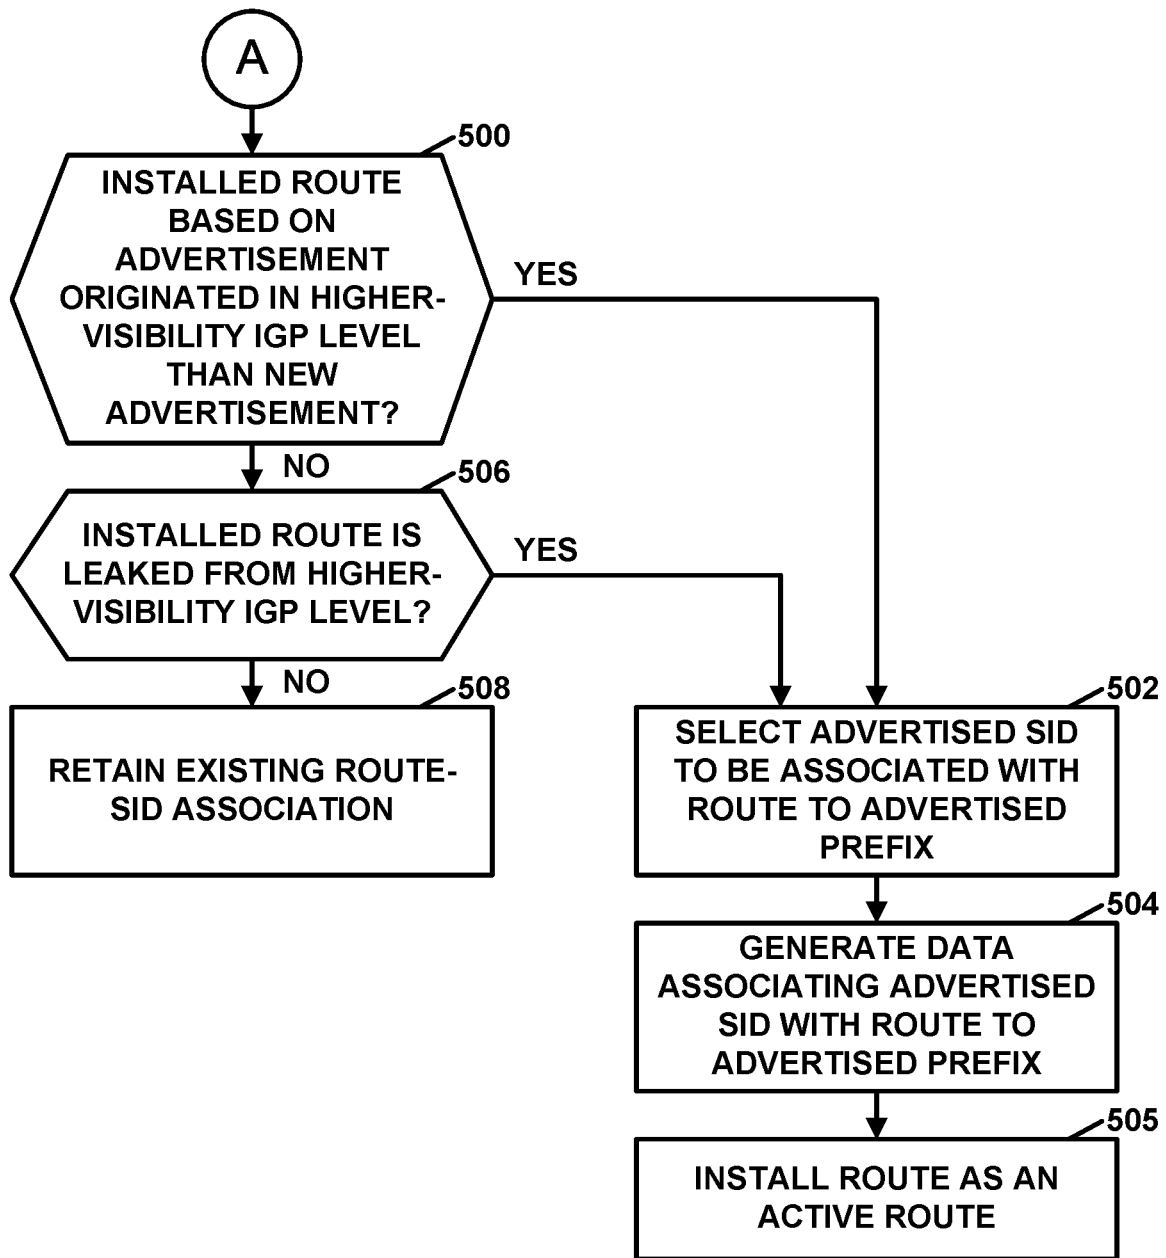 A
500
INSTALLED ROUTE
BASED ON
ADVERTISEMENT
ORIGINATED IN HIGHER-
VISIBILITY IGP LEVEL
THAN NEW
ADVERTISEMENT?
YES
NO
506
INSTALLED ROUTE IS
LEAKED FROM HIGHER-
VISIBILITY IGP LEVEL?
YES
NO
508
RETAIN EXISTING ROUTE-
SID ASSOCIATION
502
SELECT ADVERTISED SID
TO BE ASSOCIATED WITH
ROUTE TO ADVERTISED
PREFIX
504
GENERATE DATA
ASSOCIATING ADVERTISED
SID WITH ROUTE TO
ADVERTISED PREFIX
505
INSTALL ROUTE AS AN
ACTIVE ROUTE